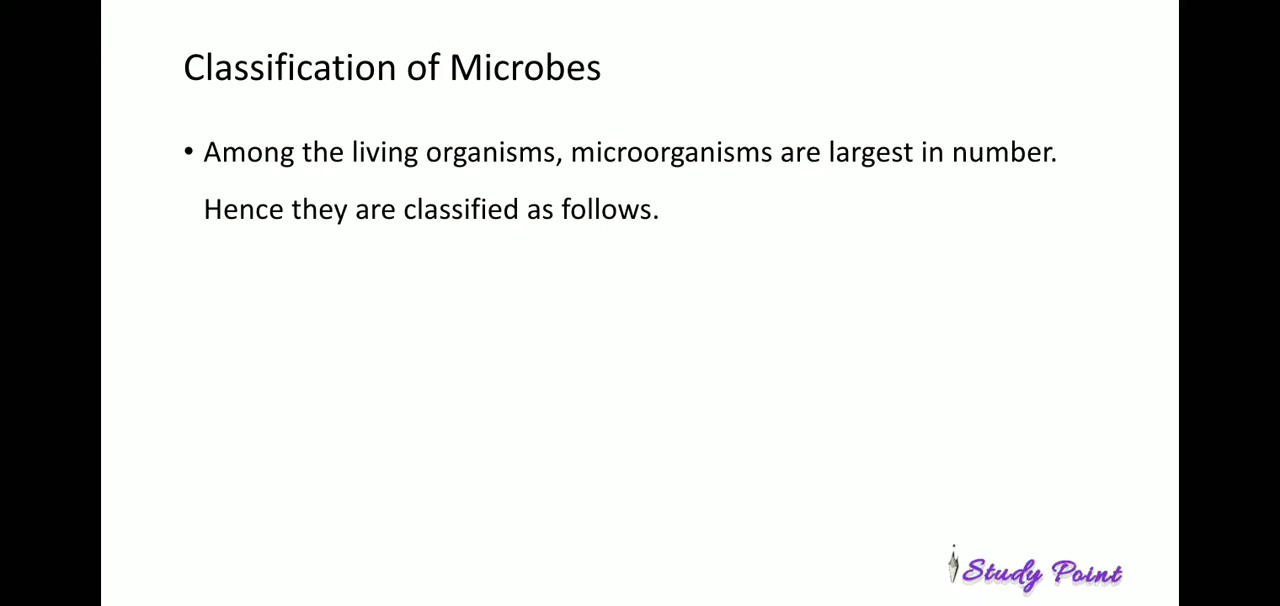 Classification of Microbes
• Among the living organisms, microorganisms are largest in number.
Hence they are classified as follows.
Study Point